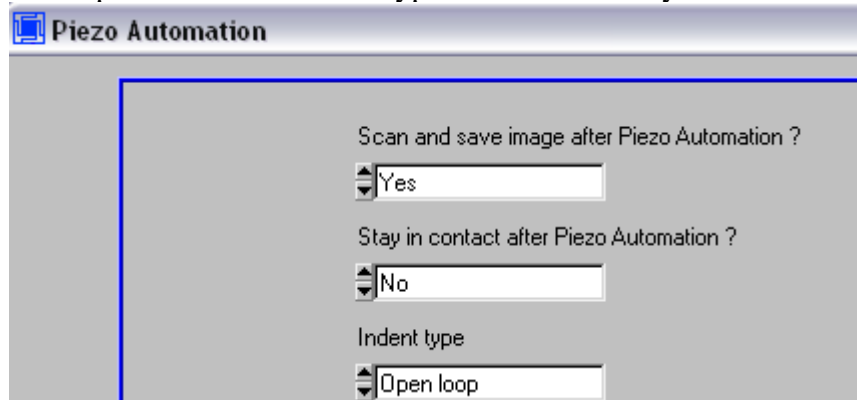 Piezo Automation
Scan and save image after Piezo Automation ?
Yes
Stay in contact after Piezo Automation ?
No
Indent type
Open loop